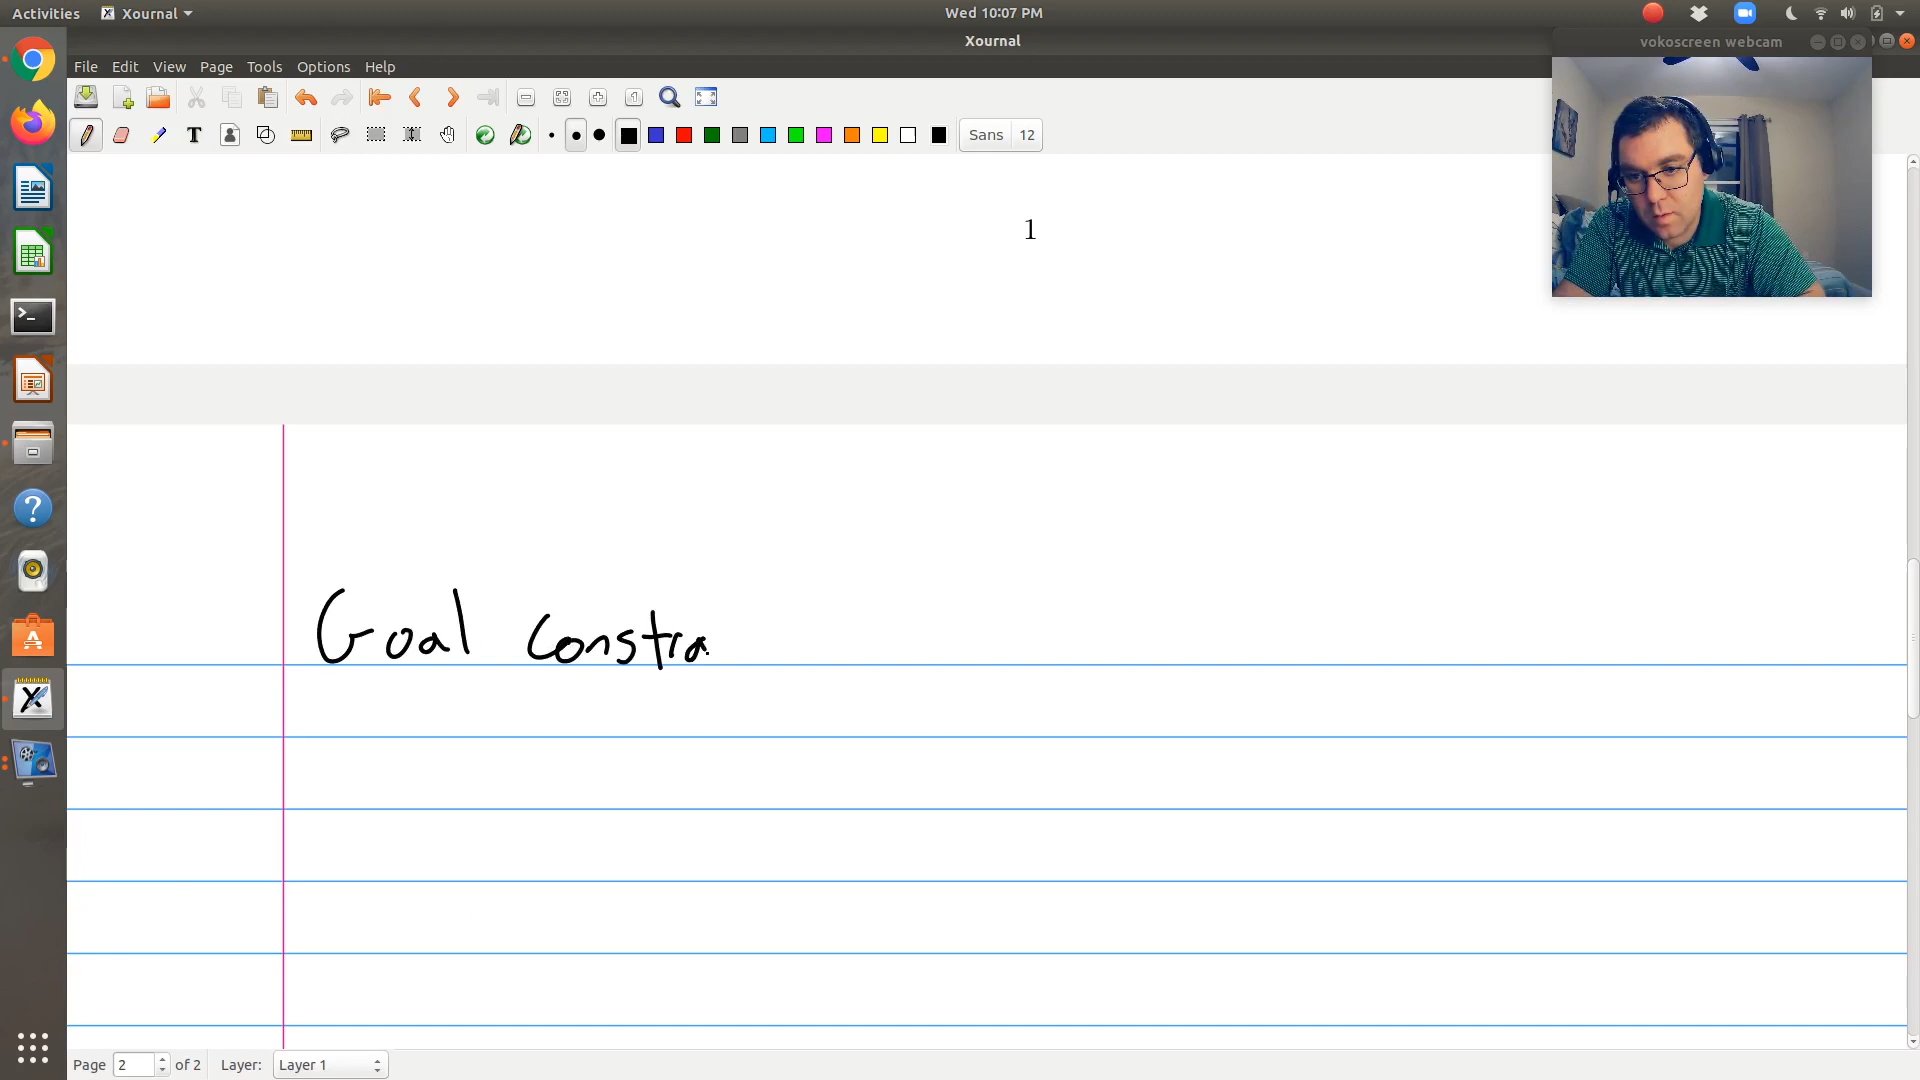 Activities Xournal Wed 10:07 PM
Xournal
vokoscreen webcam
File Edit View Page Tools Options Help
Sans 12
1
Goal constra
Page 2 of 2 Layer: Layer 1